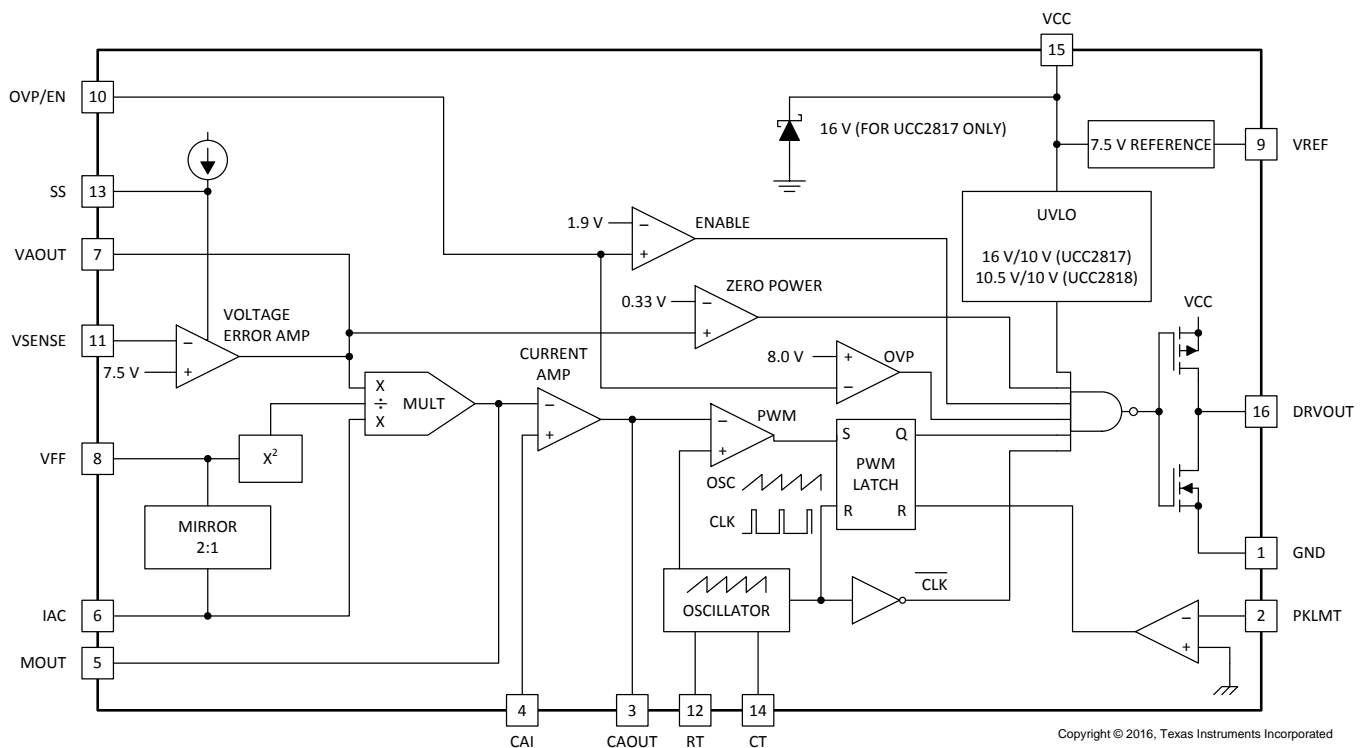 VCC
15
OVP/EN 10
16 V (FOR UCC2817 ONLY)
7.5 V REFERENCE
9 VREF
SS 13
1.9 V
−
+
ENABLE
UVLO
16 V/10 V (UCC2817)
10.5 V/10 V (UCC2818)
VAOUT 7
0.33 V
−
+
ZERO POWER
VCC
VOLTAGE
ERROR AMP
VSENSE 11
−
7.5 V
+
8.0 V
+
−
OVP
CURRENT
AMP
X
÷
X
MULT
−
+
−
+
PWM
16 DRVOUT
S Q
PWM
LATCH
R R
VFF 8
X²
OSC
CLK
MIRROR
2:1
1 GND
CLK
OSCILLATOR
IAC 6
−
+
2 PKLMT
MOUT 5
4
3
12
14
CAI
CAOUT
RT
CT
Copyright © 2016, Texas Instruments Incorporated